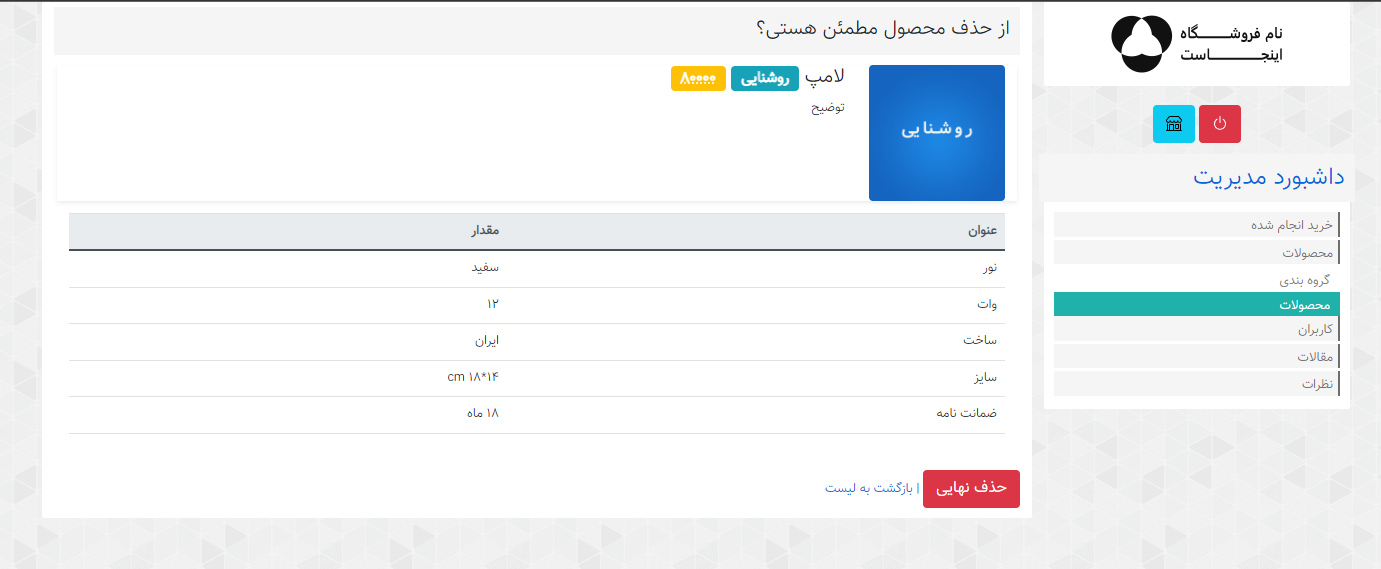 نام فروشــــــگاه
اینجـــــــــــاست
داشبورد مدیریت
خرید انجام شده
محصولات
گروه بندی
محصولات
کاربران
مقالات
نظرات
از حذف محصول مطمئن هستی؟
روشنایی
لامپ روشنایی ۸۰۰۰۰
توضیح
عنوان مقدار
نور سفید
وات ۱۲
ساخت ایران
سایز ۱۴*۱۸ cm
ضمانت نامه ۱۸ ماه
حذف نهایی | بازگشت به لیست